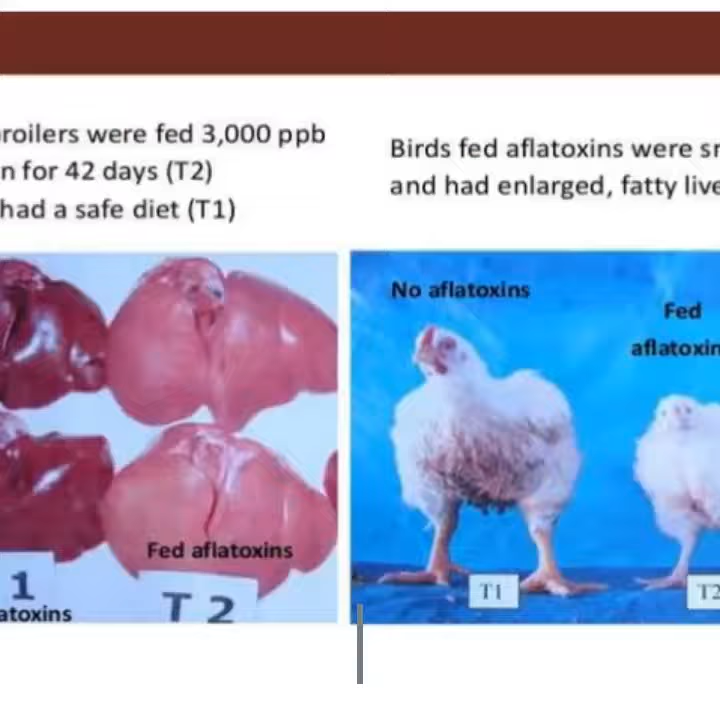 roilers were fed 3,000 ppb
n for 42 days (T2)
had a safe diet (T1)
Birds fed aflatoxins were
and had enlarged, fatty live
No aflatoxins
Fed
aflatoxin
Fed aflatoxins
1
atoxins
T 2
T1
T2